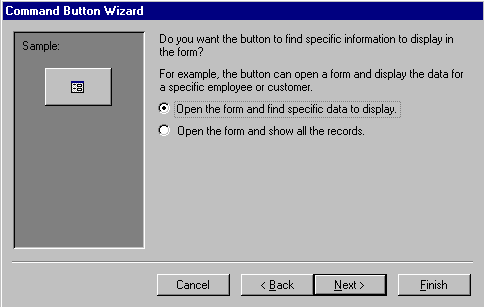 Command Button Wizard
Sample:
Do you want the button to find specific information to display in
the form?
For example, the button can open a form and display the data for
a specific employee or customer.
Open the form and find specific data to display.
Open the form and show all the records.
Cancel
< Back
Next >
Finish